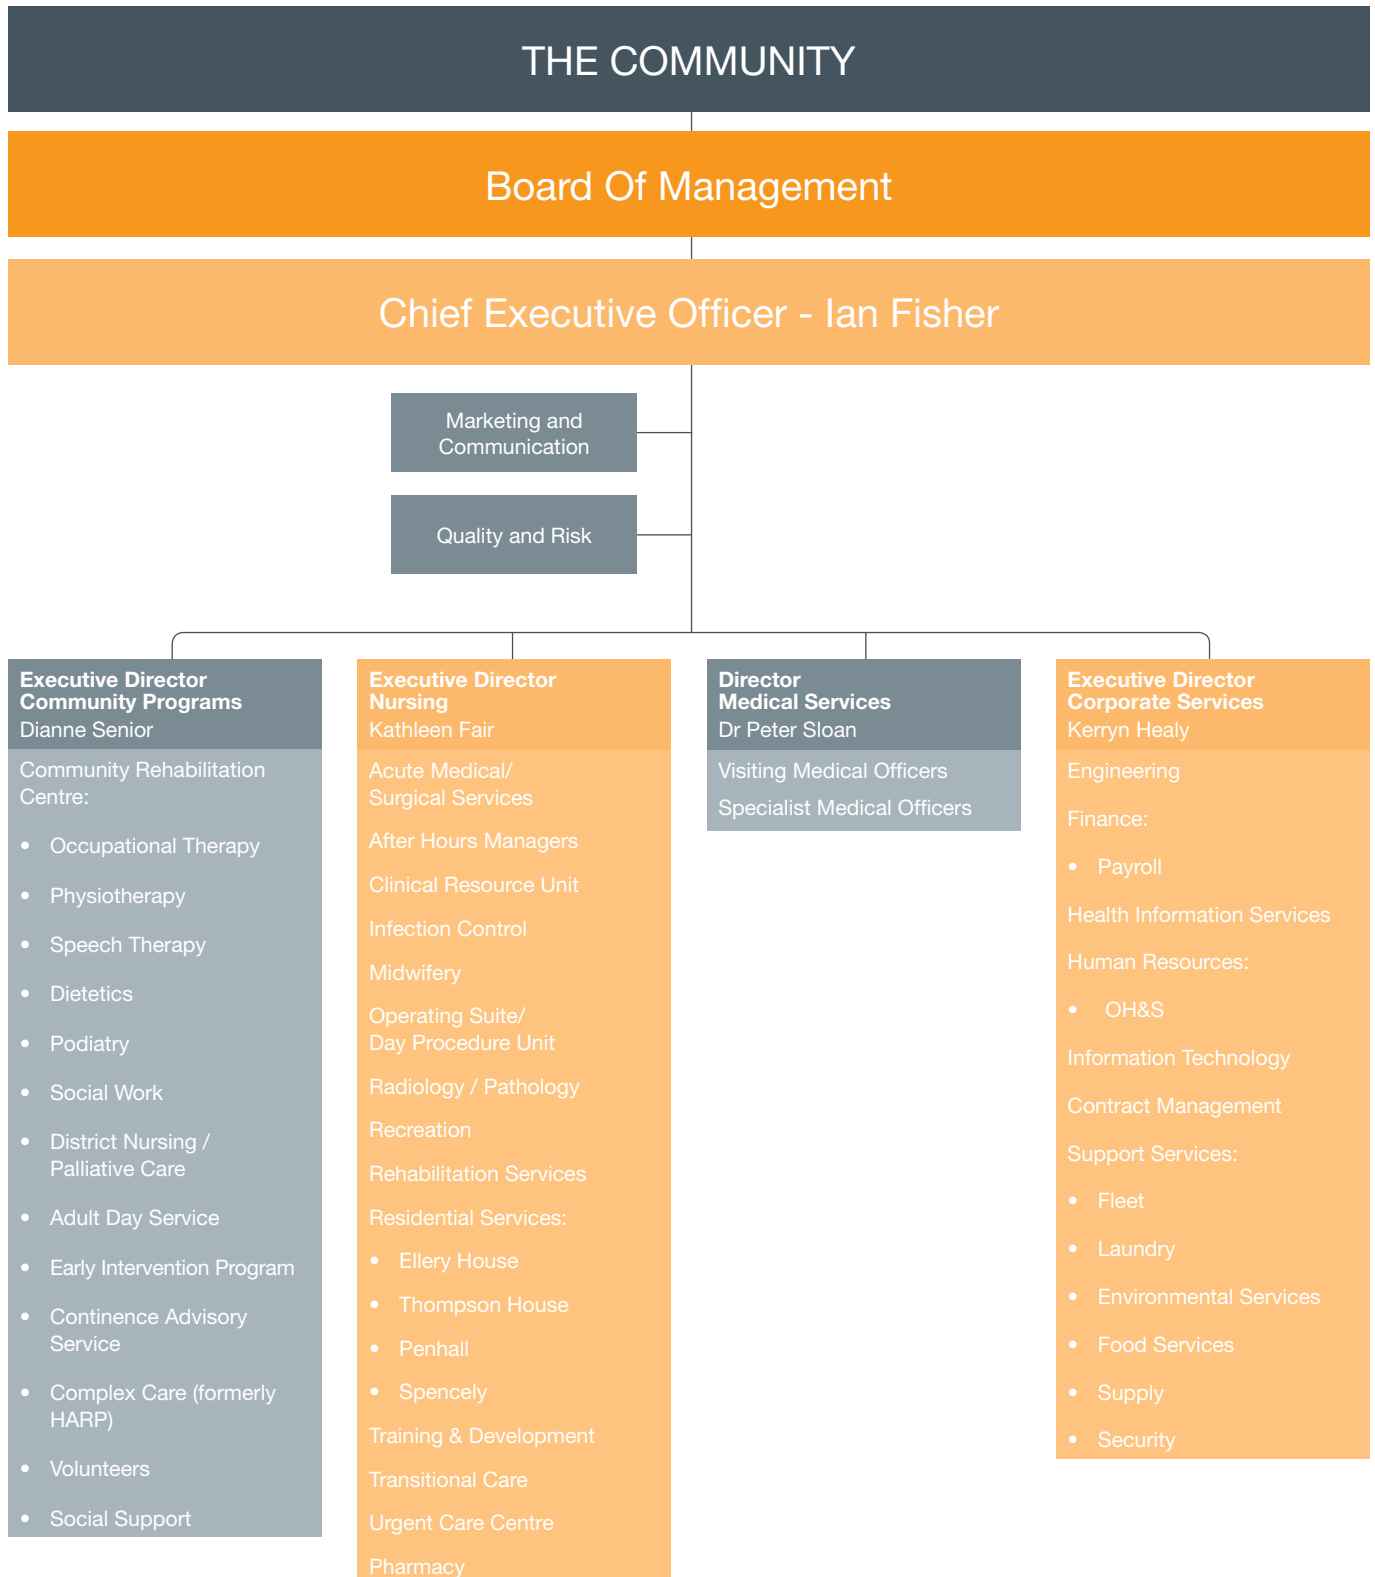 THE COMMUNITY
Board Of Management
Chief Executive Officer - Ian Fisher
Marketing and
Communication
Quality and Risk
Executive Director
Community Programs
Dianne Senior
Community Rehabilitation
Centre:
• Occupational Therapy
• Physiotherapy
• Speech Therapy
• Dietetics
• Podiatry
• Social Work
• District Nursing /
Palliative Care
• Adult Day Service
• Early Intervention Program
• Continence Advisory
Service
• Complex Care (formerly
HARP)
• Volunteers
• Social Support
Executive Director
Nursing
Kathleen Fair
Acute Medical/
Surgical Services
After Hours Managers
Clinical Resource Unit
Infection Control
Midwifery
Operating Suite/
Day Procedure Unit
Radiology / Pathology
Recreation
Rehabilitation Services
Residential Services:
• Ellery House
• Thompson House
• Penhall
• Spencely
Training & Development
Transitional Care
Urgent Care Centre
Pharmacy
Director
Medical Services
Dr Peter Sloan
Visiting Medical Officers
Specialist Medical Officers
Executive Director
Corporate Services
Kerryn Healy
Engineering
Finance:
• Payroll
Health Information Services
Human Resources:
• OH&S
Information Technology
Contract Management
Support Services:
• Fleet
• Laundry
• Environmental Services
• Food Services
• Supply
• Security